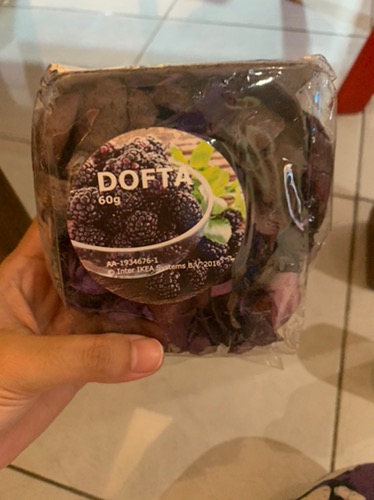 DOFTA
60g
AA-1934676-1
© Inter IKEA Systems B.V. 2016